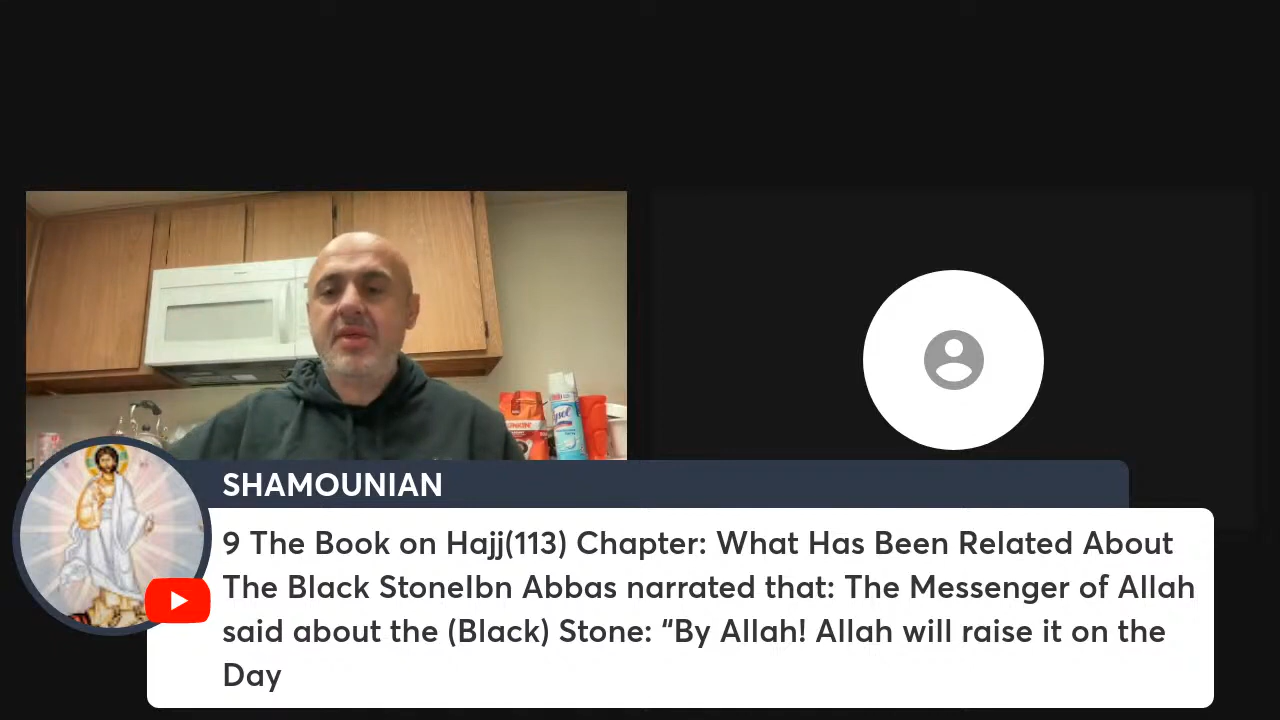 SHAMOUNIAN
9 The Book on Hajj(113) Chapter: What Has Been Related About
The Black StoneIbn Abbas narrated that: The Messenger of Allah
said about the (Black) Stone: “By Allah! Allah will raise it on the
Day